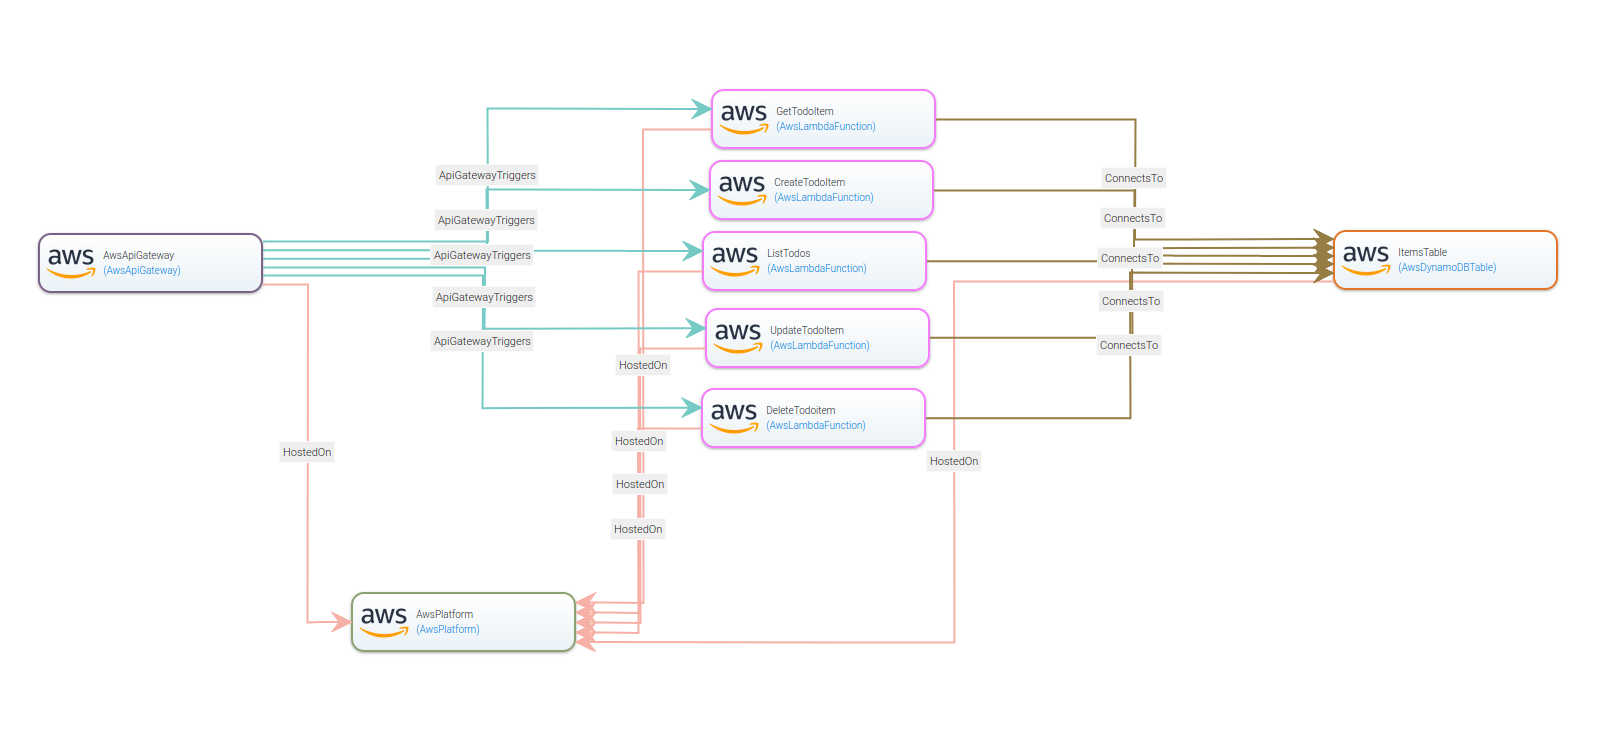 aws
GetTodoItem
(AwsLambdaFunction)
ApiGatewayTriggers
ConnectsTo
aws
CreateTodoItem
(AwsLambdaFunction)
ApiGatewayTriggers
ConnectsTo
aws
AwsApiGateway
(AwsApiGateway)
ApiGatewayTriggers
aws
ListTodos
(AwsLambdaFunction)
ConnectsTo
aws
ItemsTable
(AwsDynamoDBTable)
ApiGatewayTriggers
ConnectsTo
aws
UpdateTodoItem
(AwsLambdaFunction)
ApiGatewayTriggers
ConnectsTo
HostedOn
aws
DeleteTodoitem
(AwsLambdaFunction)
HostedOn
HostedOn
HostedOn
HostedOn
HostedOn
aws
AwsPlatform
(AwsPlatform)